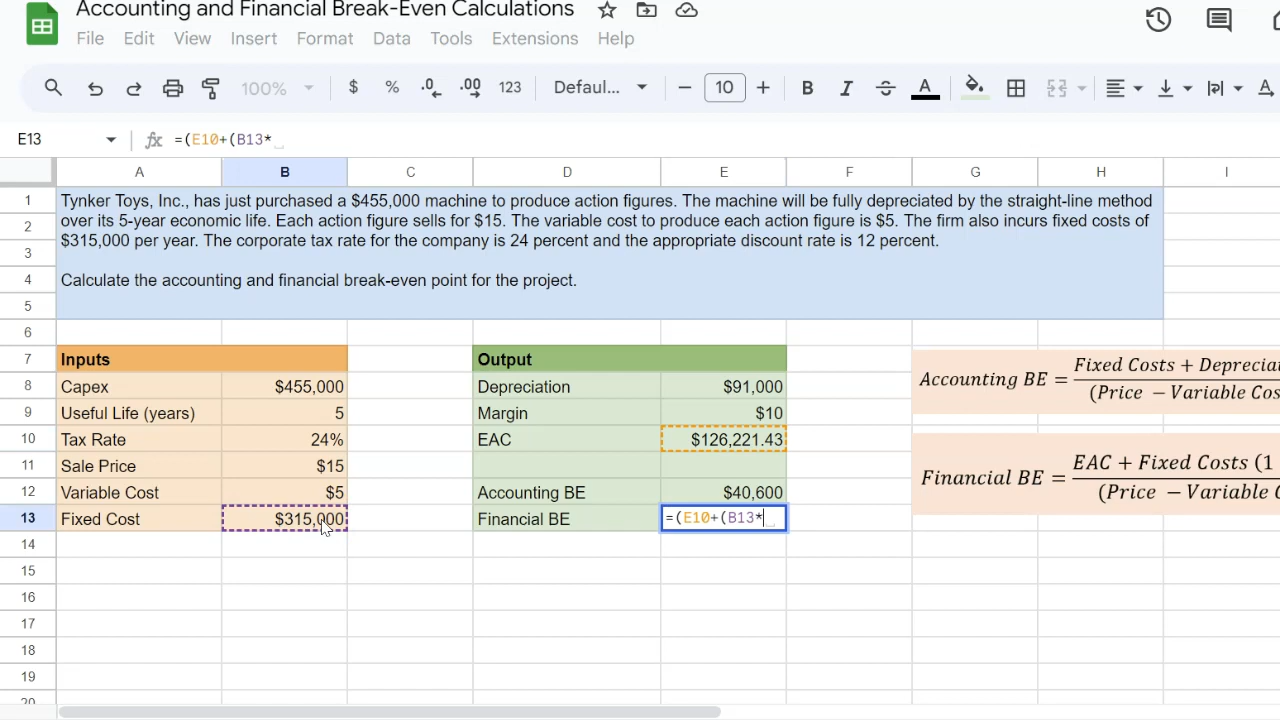 Accounting and Financial Break-Even Calculations
File Edit View Insert Format Data Tools Extensions Help
100% $ % .0 .00 123 Defaul... 10 B I A
E13 fx =(E10+(B13*
A B C D E F G H I
1 Tynker Toys, Inc., has just purchased a $455,000 machine to produce action figures. The machine will be fully depreciated by the straight-line method
2 over its 5-year economic life. Each action figure sells for $15. The variable cost to produce each action figure is $5. The firm also incurs fixed costs of
3 $315,000 per year. The corporate tax rate for the company is 24 percent and the appropriate discount rate is 12 percent.
4 Calculate the accounting and financial break-even point for the project.
5
6
7 Inputs Output
8 Capex $455,000 Depreciation $91,000
9 Useful Life (years) 5 Margin $10
10 Tax Rate 24% EAC $126,221.43
11 Sale Price $15
12 Variable Cost $5 Accounting BE $40,600
13 Fixed Cost $315,000 Financial BE =(E10+(B13*
14
15
16
17
18
19
20
Accounting BE = Fixed Costs + Depreciat
(Price − Variable Cos
Financial BE = EAC + Fixed Costs (1
(Price − Variable C